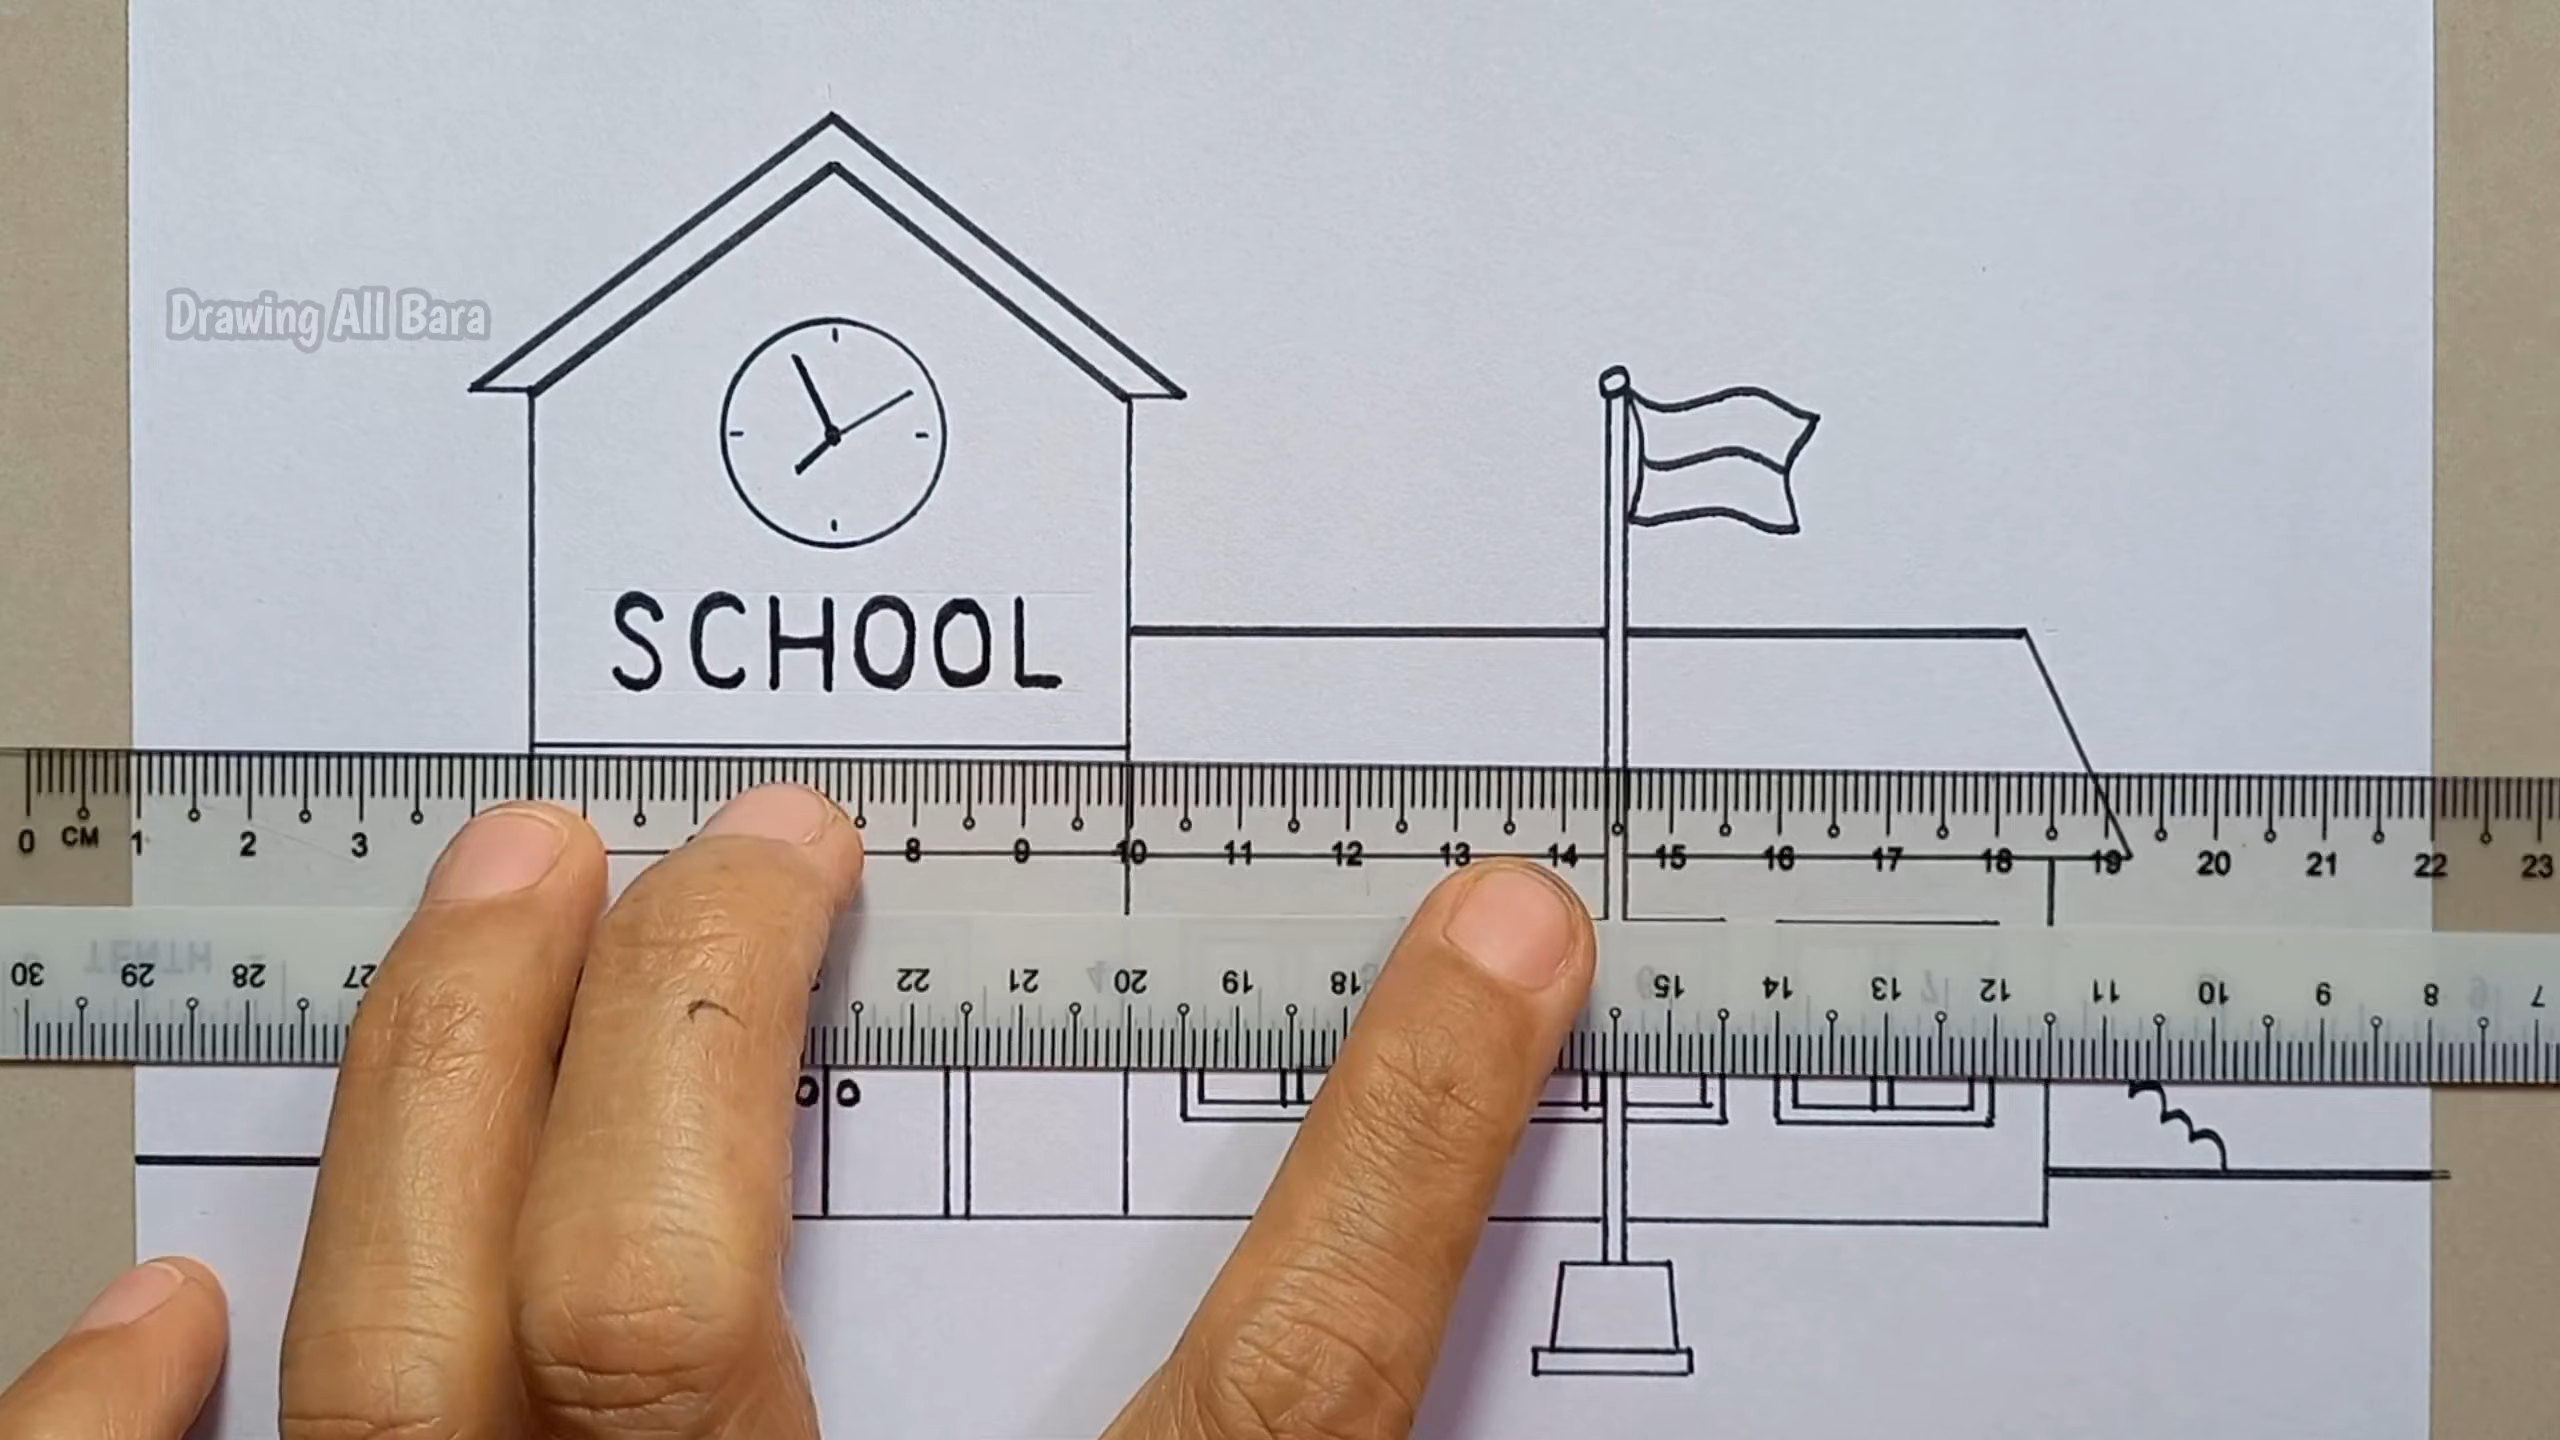 Drawing All Bara
SCHOOL
0 CM 1 2 3 8 9 10 11 12 13 14 15 16 17 18 19 20 21 22 23
30 29 28 27 22 21 20 19 18 15 14 13 12 11 10 9 8 7